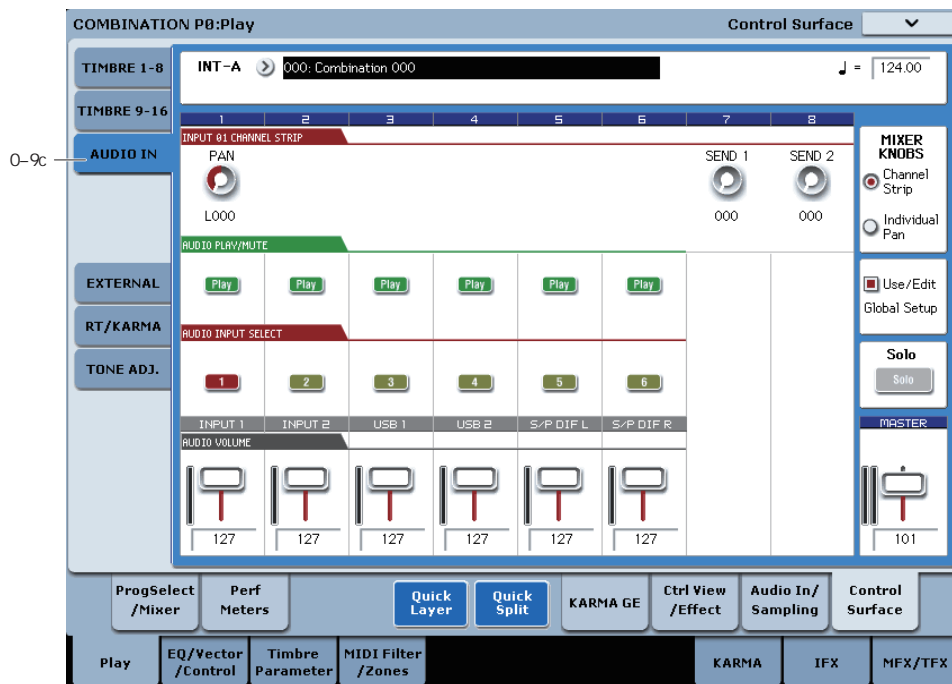 COMBINATION P0:Play Control Surface
0–9c
TIMBRE 1-8
TIMBRE 9-16
AUDIO IN
EXTERNAL
RT/KARMA
TONE ADJ.
INT-A 000: Combination 000 ♩ = 124.00
1 2 3 4 5 6 7 8
INPUT 01 CHANNEL STRIP
PAN SEND 1 SEND 2
L000 000 000
AUDIO PLAY/MUTE
Play Play Play Play Play Play
AUDIO INPUT SELECT
1 2 3 4 5 6
INPUT 1 INPUT 2 USB 1 USB 2 S/P DIF L S/P DIF R
AUDIO VOLUME
127 127 127 127 127 127
MIXER
KNOBS
Channel
Strip
Individual
Pan
Use/Edit
Global Setup
Solo
Solo
MASTER
101
ProgSelect
/Mixer
Perf
Meters
Quick
Layer
Quick
Split
KARMA GE
Ctrl View
/Effect
Audio In/
Sampling
Control
Surface
Play
EQ/Vector
/Control
Timbre
Parameter
MIDI Filter
/Zones
KARMA
IFX
MFX/TFX